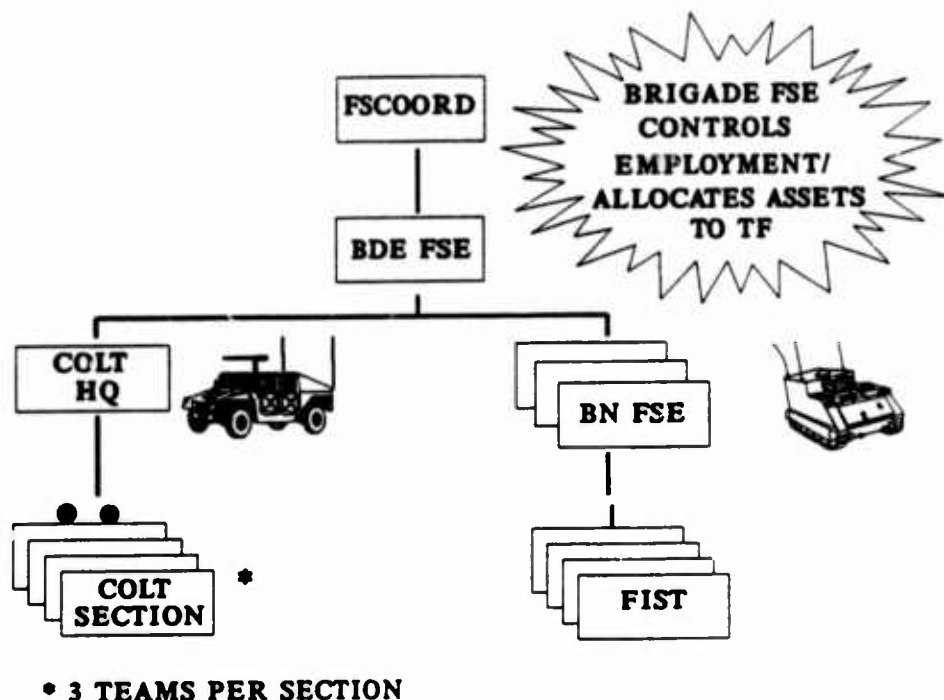 FSCOORD
BRIGADE FSE
CONTROLS
EMPLOYMENT/
ALLOCATES ASSETS
TO TF
BDE FSE
COLT
HQ
BN FSE
COLT
SECTION
*
FIST
* 3 TEAMS PER SECTION